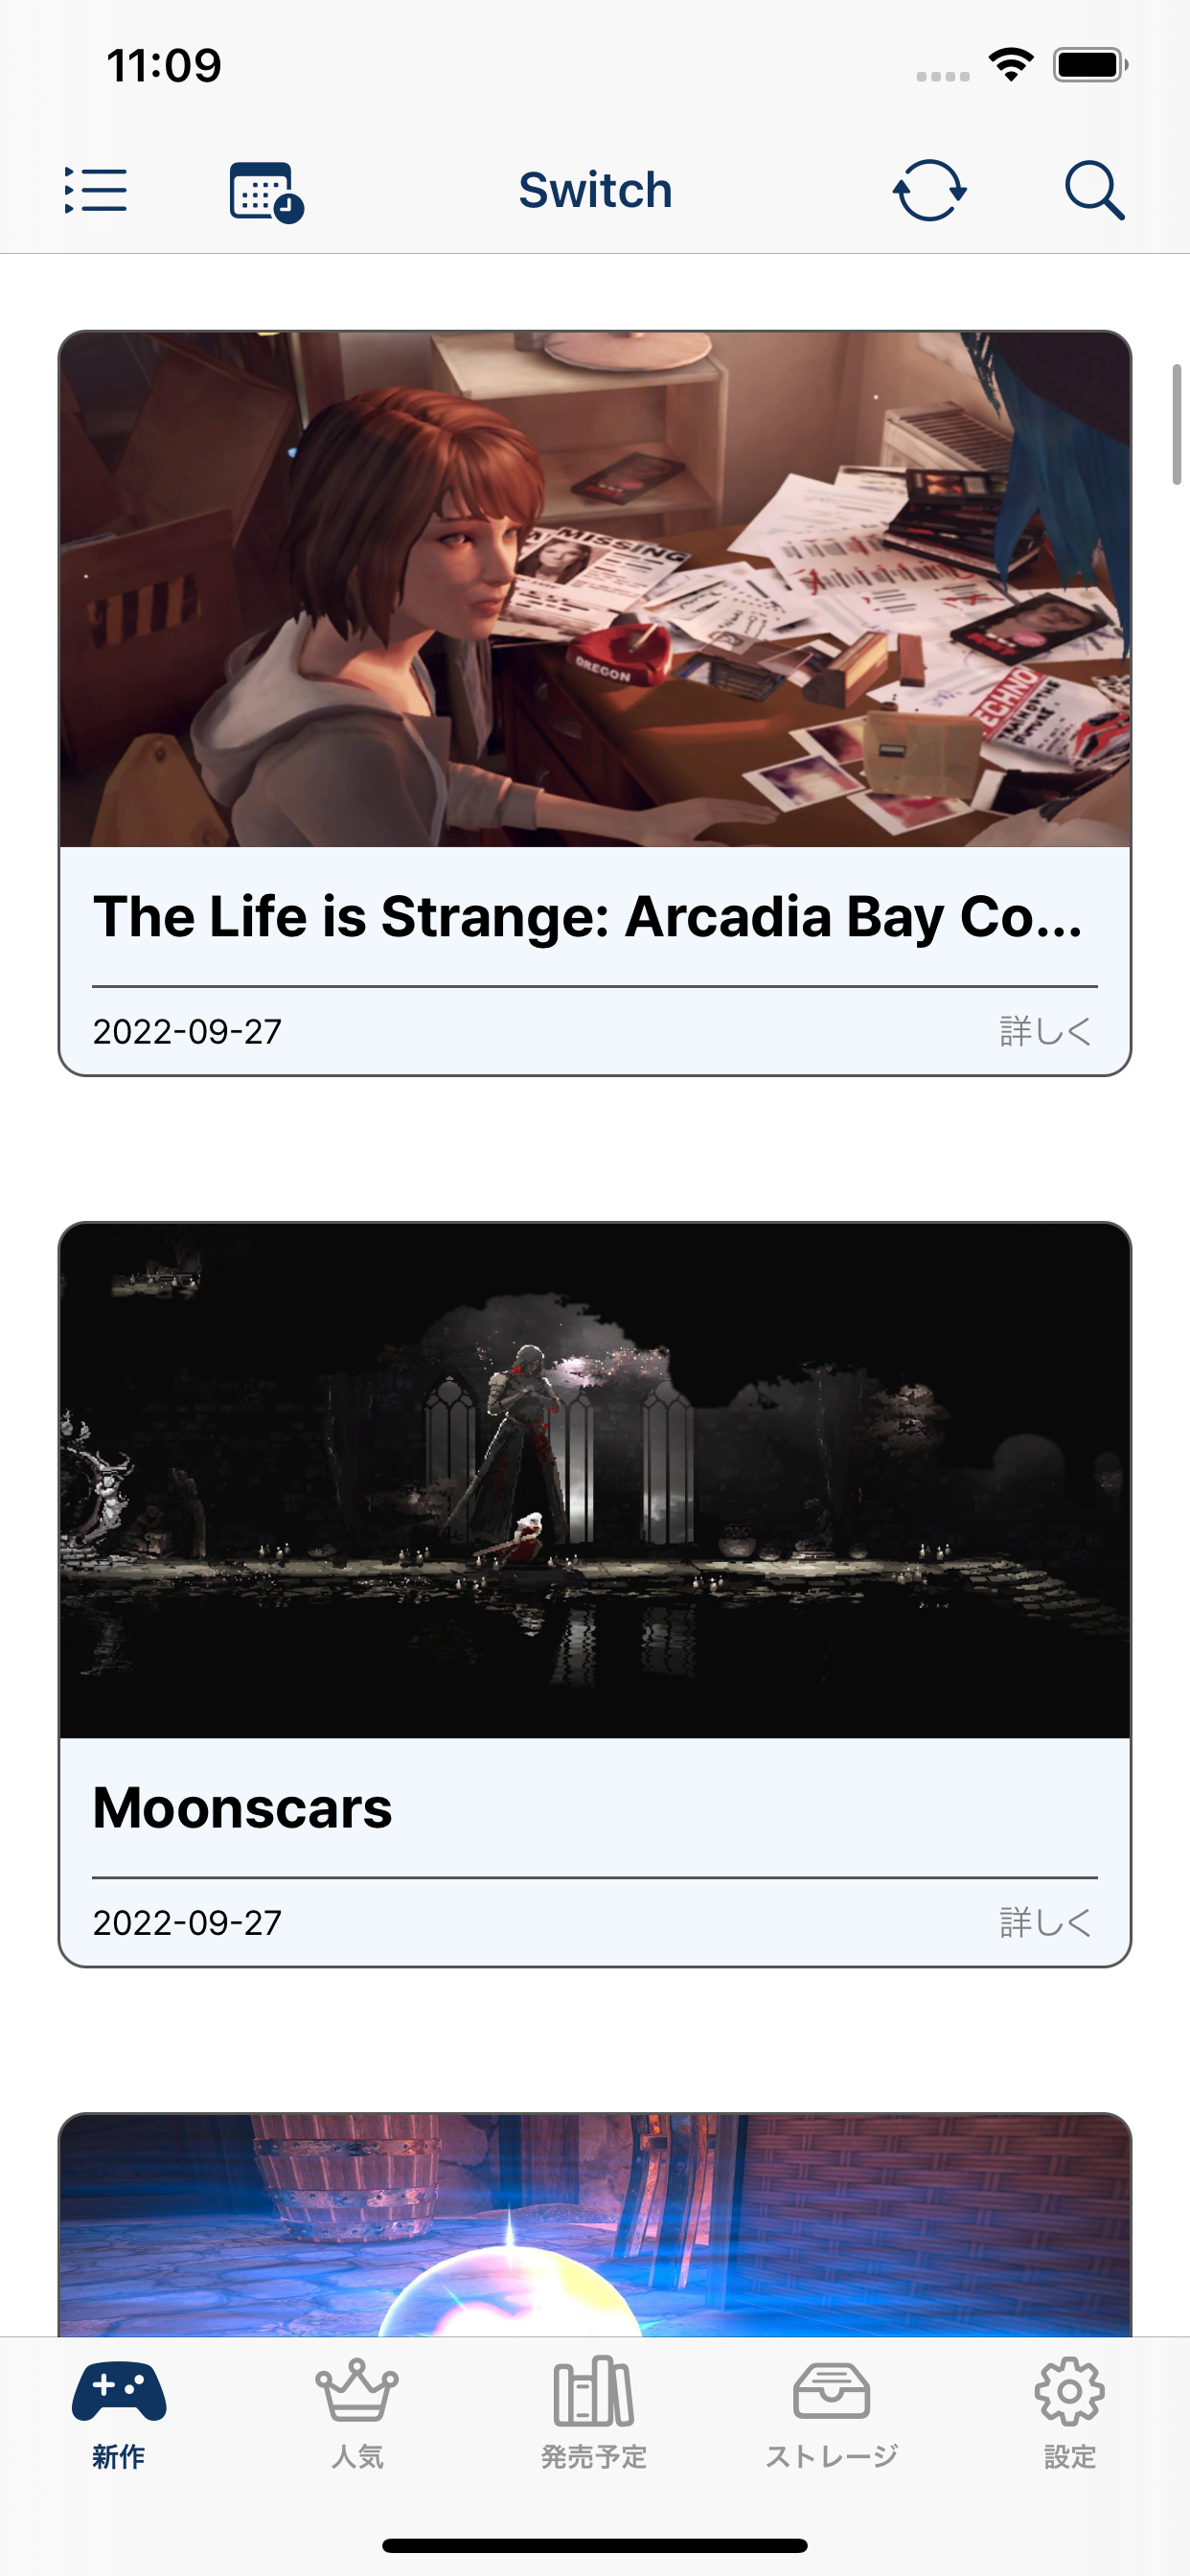 11:09
Switch
MISSING
OREGON
ECHNO
The Life is Strange: Arcadia Bay Co...
2022-09-27
詳しく
Moonscars
2022-09-27
詳しく
新作
人気
発売予定
ストレージ
設定